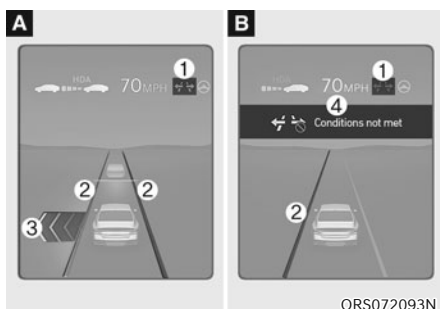 A
B
HDA
70MPH
1
2
2
3
HDA
70MPH
1
4
Conditions not met
2
ORS072093N